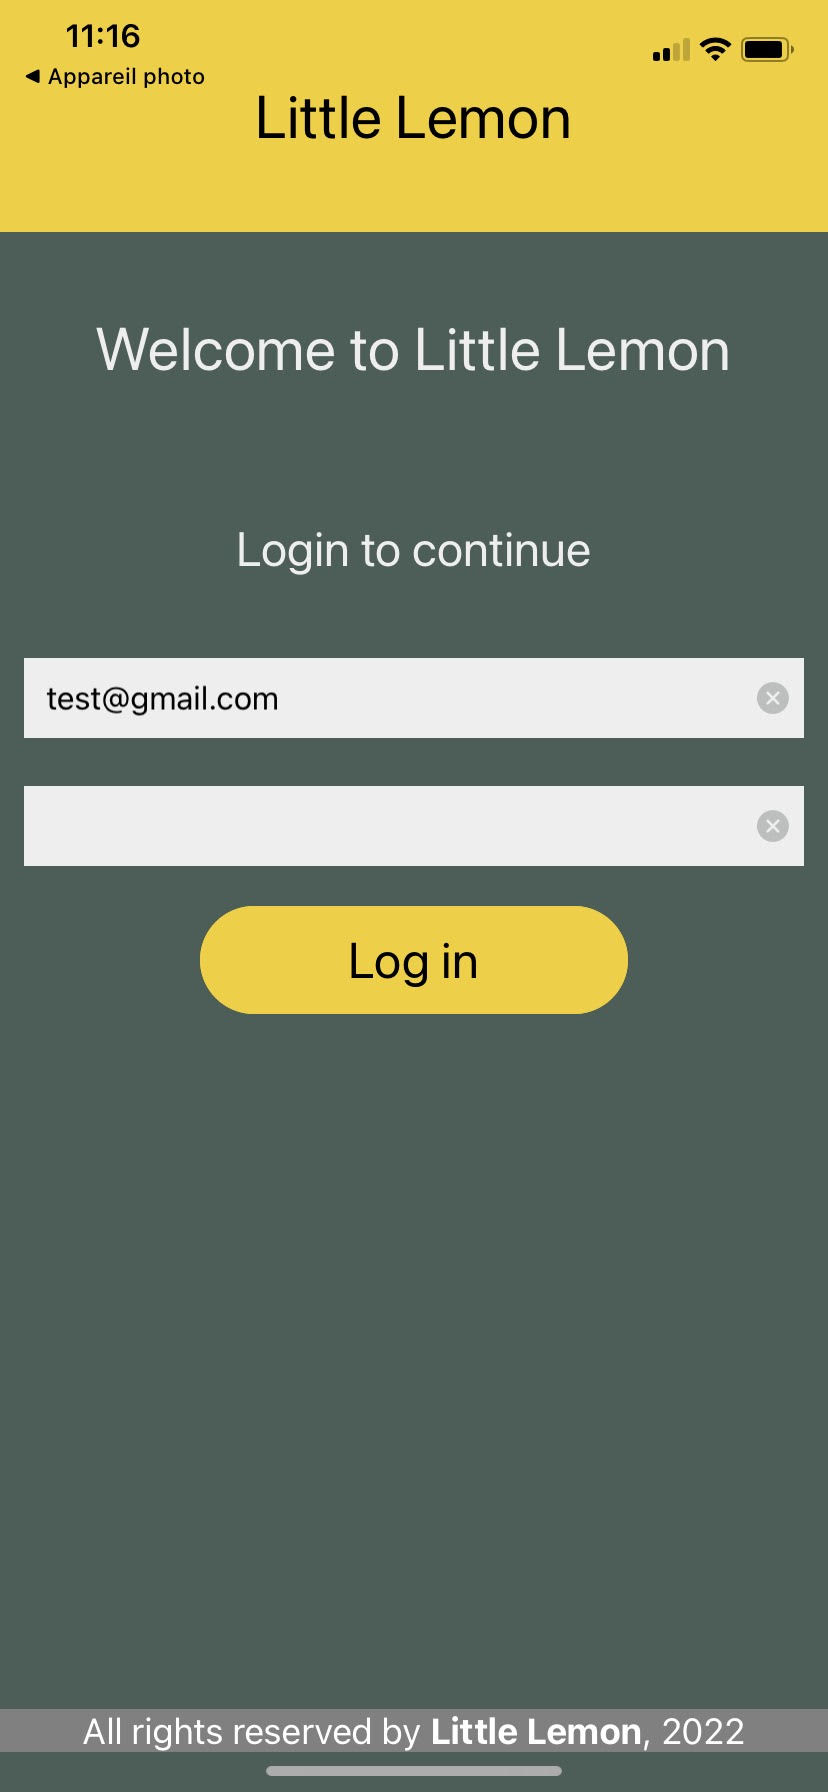 11:16
◀ Appareil photo
Little Lemon
Welcome to Little Lemon
Login to continue
test@gmail.com
Log in
All rights reserved by Little Lemon, 2022